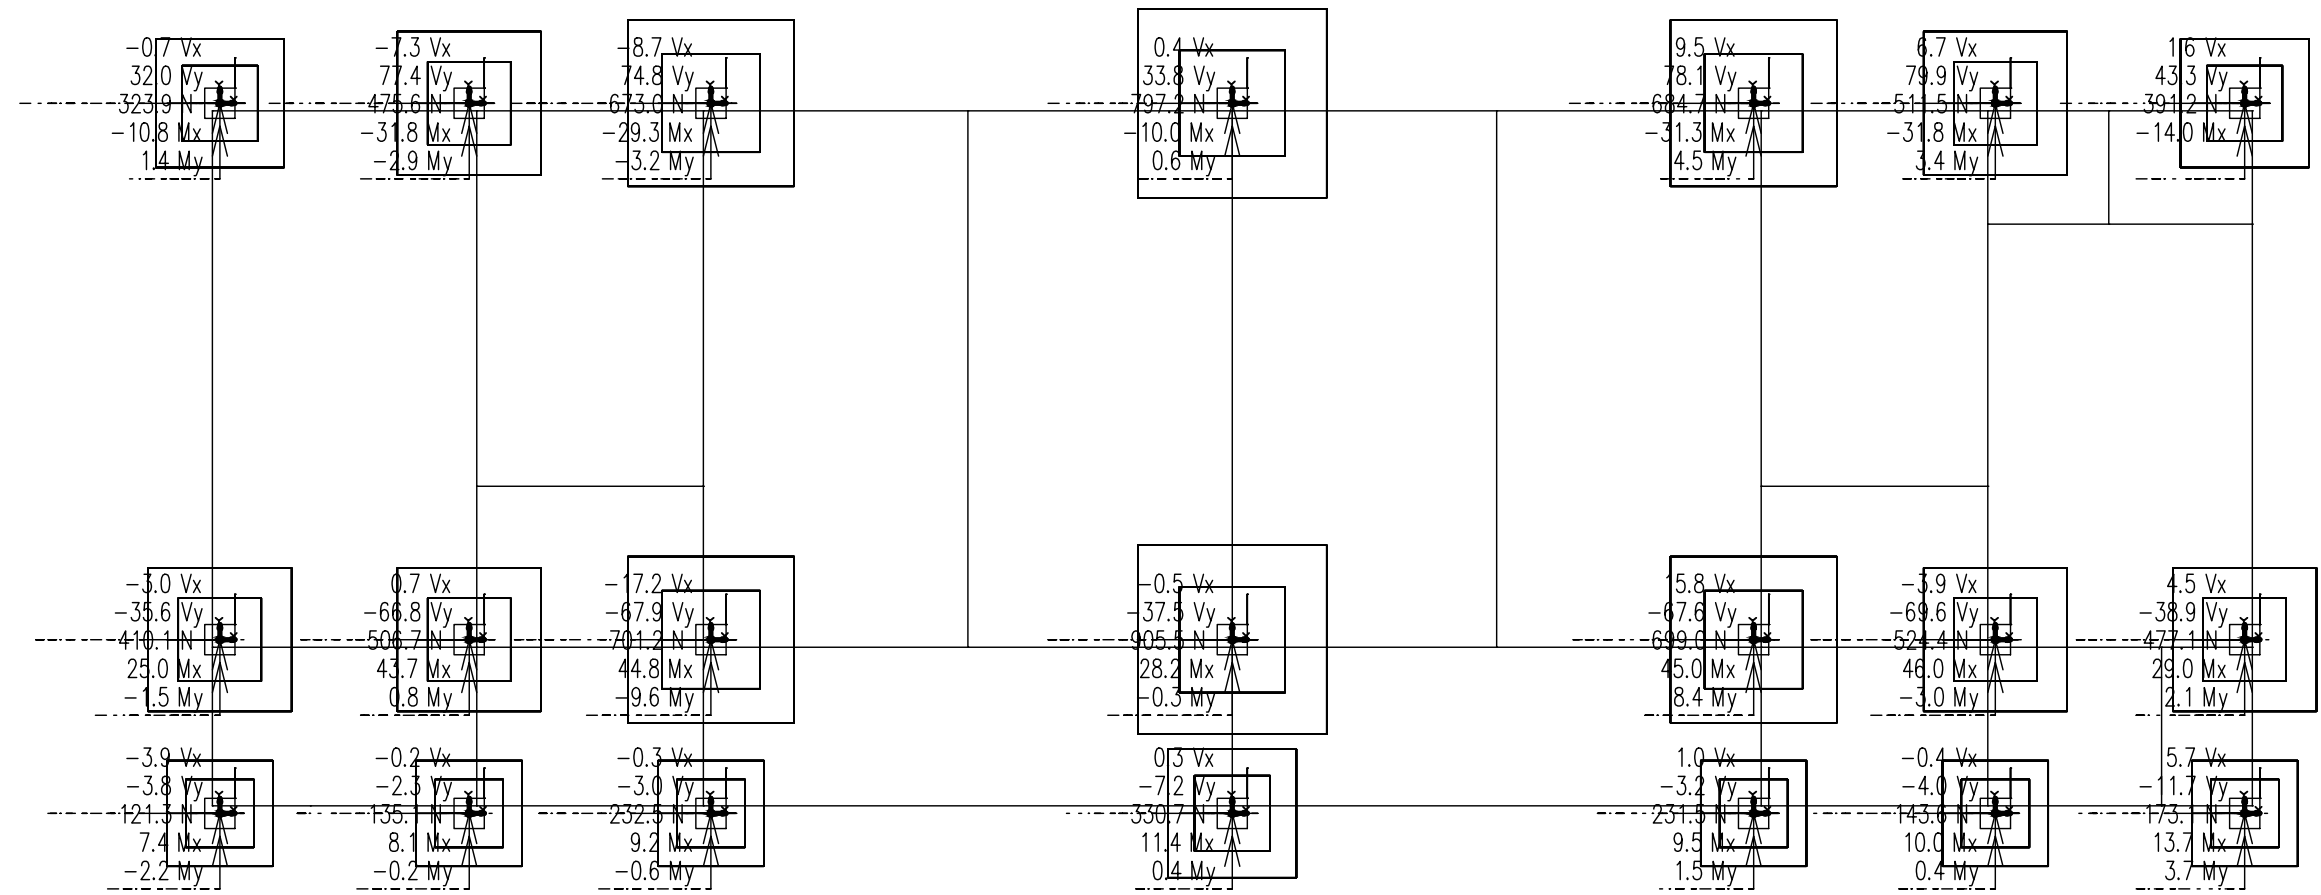 -0.7 Vx
32.0 Vy
323.9 N
-10.8 Mx
1.4 My
-7.3 Vx
77.4 Vy
475.6 N
-31.8 Mx
-2.9 My
-8.7 Vx
74.8 Vy
673.0 N
-29.3 Mx
-3.2 My
0.4 Vx
33.8 Vy
797.2 N
-10.0 Mx
0.6 My
9.5 Vx
78.1 Vy
684.7 N
-31.3 Mx
4.5 My
6.7 Vx
79.9 Vy
511.5 N
-31.8 Mx
3.4 My
1.6 Vx
43.3 Vy
391.2 N
-14.0 Mx
-3.0 Vx
-35.6 Vy
410.1 N
25.0 Mx
-1.5 My
0.7 Vx
-66.8 Vy
506.7 N
43.7 Mx
0.8 My
-17.2 Vx
-67.9 Vy
701.2 N
44.8 Mx
-9.6 My
-0.5 Vx
-37.5 Vy
905.5 N
28.2 Mx
-0.3 My
15.8 Vx
-67.6 Vy
699.0 N
45.0 Mx
8.4 My
-3.9 Vx
-69.6 Vy
524.4 N
46.0 Mx
-3.0 My
4.5 Vx
-38.9 Vy
477.1 N
29.0 Mx
2.1 My
-3.9 Vx
-3.8 Vy
121.3 N
7.4 Mx
-2.2 My
-0.2 Vx
-2.3 Vy
135.1 N
8.1 Mx
-0.2 My
-0.3 Vx
-3.0 Vy
232.5 N
9.2 Mx
-0.6 My
0.3 Vx
-7.2 Vy
330.7 N
11.4 Mx
0.4 My
1.0 Vx
-3.2 Vy
231.5 N
9.5 Mx
1.5 My
-0.4 Vx
-4.0 Vy
143.6 N
10.0 Mx
0.4 My
5.7 Vx
-11.7 Vy
173.1 N
13.7 Mx
3.7 My